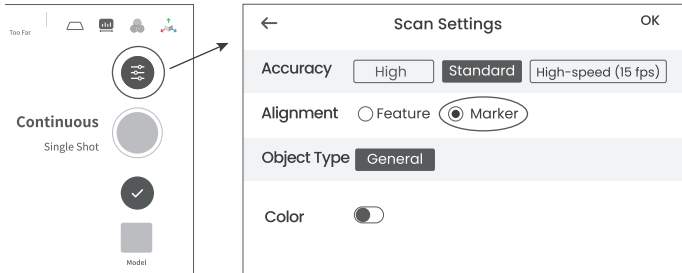 Too Far
Continuous
Single Shot
Model
Scan Settings OK
Accuracy High Standard High-speed (15 fps)
Alignment Feature Marker
Object Type General
Color